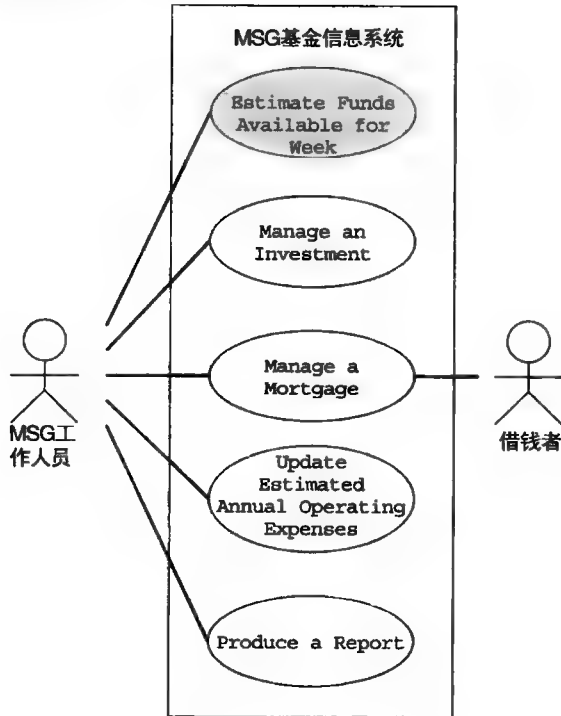 MSG基金信息系统
Estimate Funds
Available for
Week
Manage an
Investment
Manage a
Mortgage
MSG工
作人员
借钱者
Update
Estimated
Annual Operating
Expenses
Produce a Report